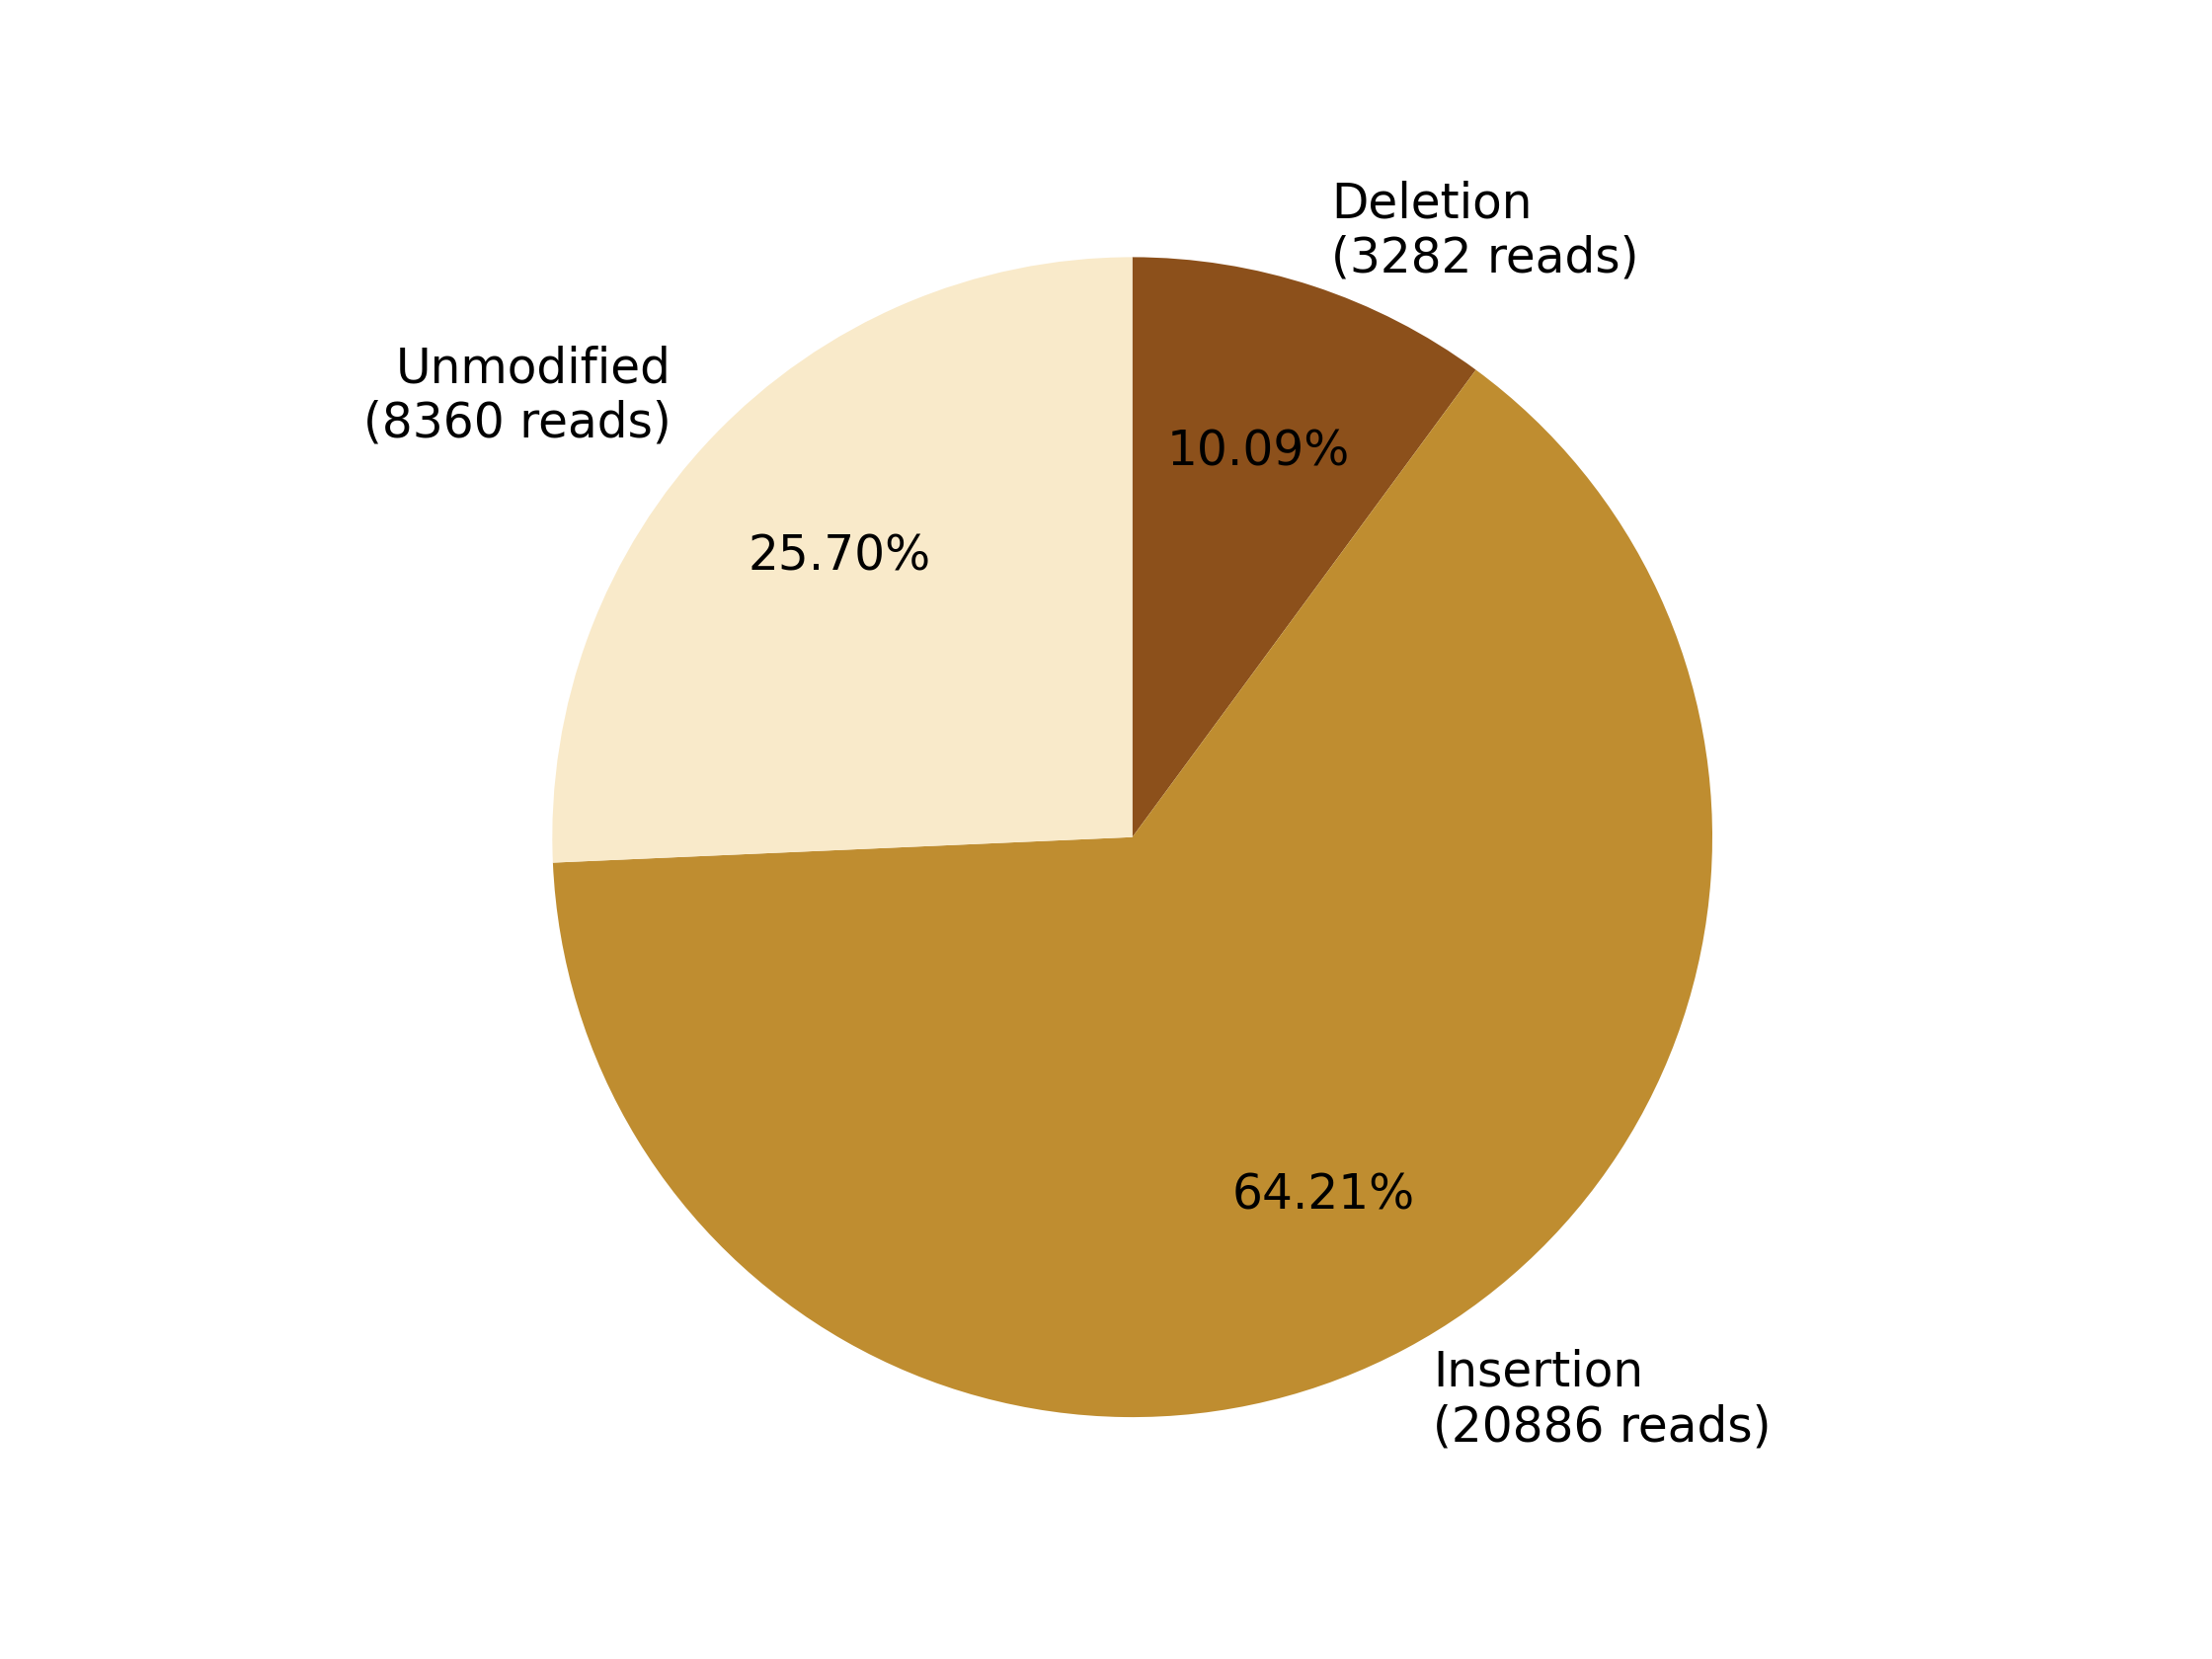 Deletion
(3282 reads)
Unmodified
(8360 reads)
10.09%
25.70%
64.21%
Insertion
(20886 reads)